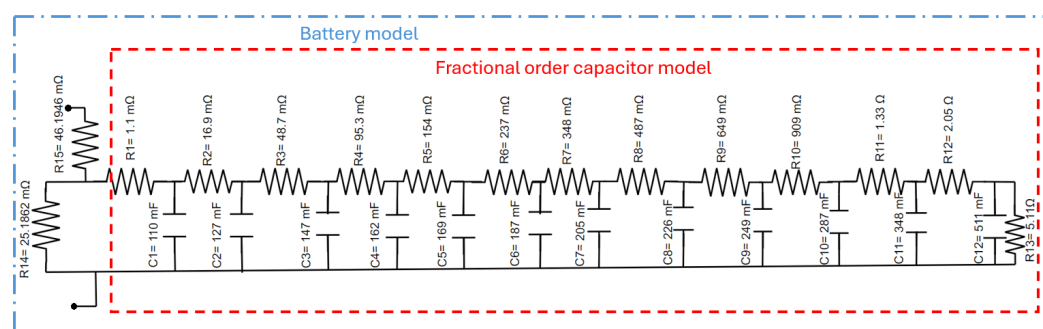 Battery model
Fractional order capacitor model
R15= 46.1946 mΩ
R14= 25.1862 mΩ
R1= 1.1 mΩ
R2= 16.9 mΩ
R3= 48.7 mΩ
R4= 95.3 mΩ
R5= 154 mΩ
R6= 237 mΩ
R7= 348 mΩ
R8= 487 mΩ
R9= 649 mΩ
R10= 909 mΩ
R11= 1.33 Ω
R12= 2.05 Ω
R13= 5.11Ω
C1= 110 mF
C2= 127 mF
C3= 147 mF
C4= 162 mF
C5= 169 mF
C6= 187 mF
C7= 205 mF
C8= 226 mF
C9= 249 mF
C10= 287 mF
C11= 348 mF
C12= 511 mF